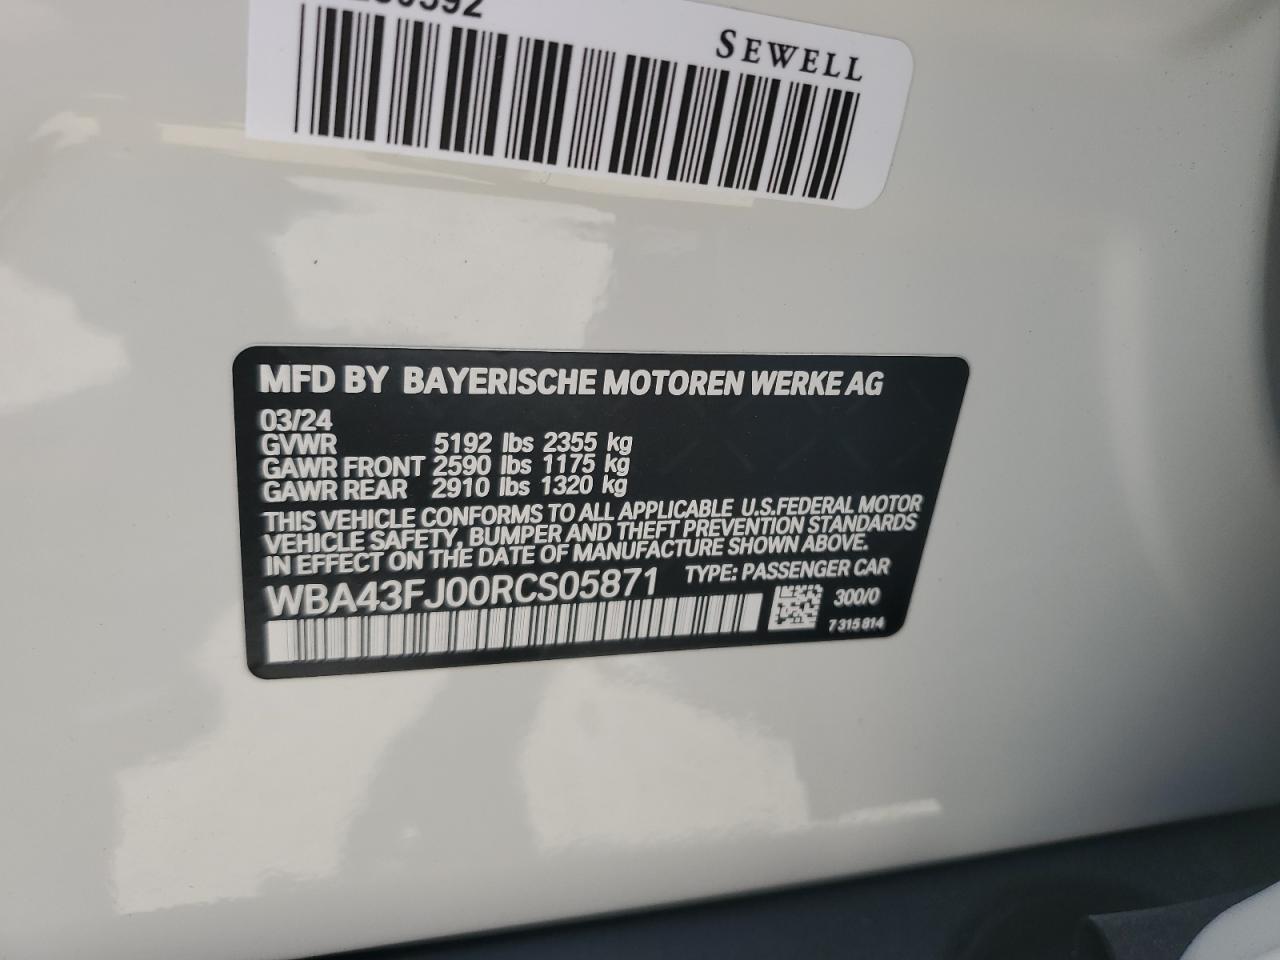 SEWELL
MFD BY BAYERISCHE MOTOREN WERKE AG
03/24
GVWR 5192 lbs 2355 kg
GAWR FRONT 2590 lbs 1175 kg
GAWR REAR 2910 lbs 1320 kg
THIS VEHICLE CONFORMS TO ALL APPLICABLE U.S.FEDERAL MOTOR
VEHICLE SAFETY, BUMPER AND THEFT PREVENTION STANDARDS
IN EFFECT ON THE DATE OF MANUFACTURE SHOWN ABOVE.
WBA43FJ00RCS05871 TYPE: PASSENGER CAR
300/0
7 315 814